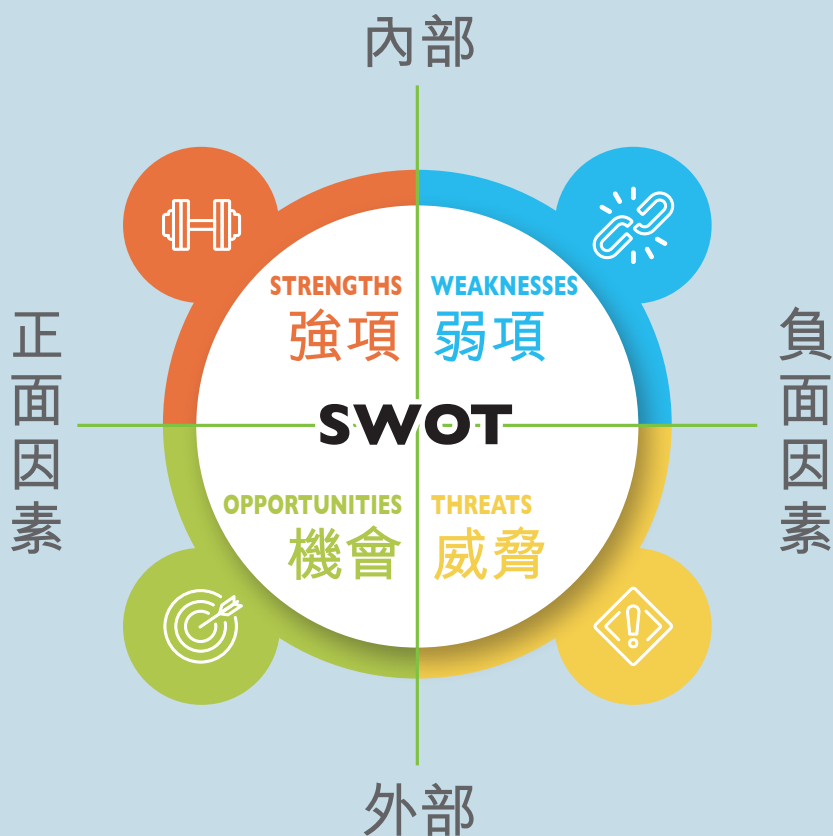 內部
正面因素
負面因素
STRENGTHS
強項
WEAKNESSES
弱項
SWOT
OPPORTUNITIES
機會
THREATS
威脅
外部